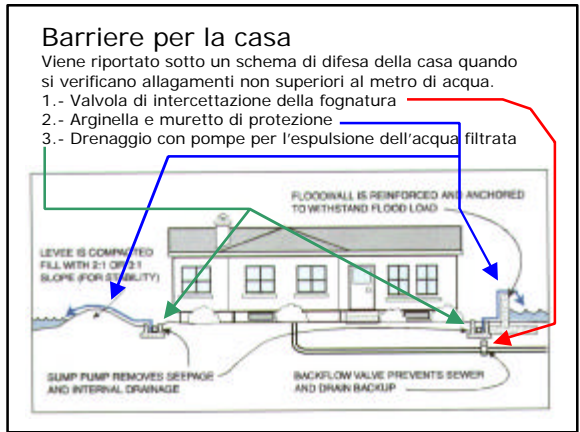 Barriere per la casa
Viene riportato sotto un schema di difesa della casa quando
si verificano allagamenti non superiori al metro di acqua.
1.- Valvola di intercettazione della fognatura
2.- Arginella e muretto di protezione
3.- Drenaggio con pompe per l'espulsione dell'acqua filtrata
FLOODWALL IS REINFORCED AND ANCHORED
TO WITHSTAND FLOOD LOAD
LEVEE IS COMPACTED
FILL WITH 2:1 OR 3:1
SLOPE (FOR STABILITY)
SUMP PUMP REMOVES SEEPAGE
AND INTERNAL DRAINAGE
BACKFLOW VALVE PREVENTS SEWER
AND DRAIN BACKUP